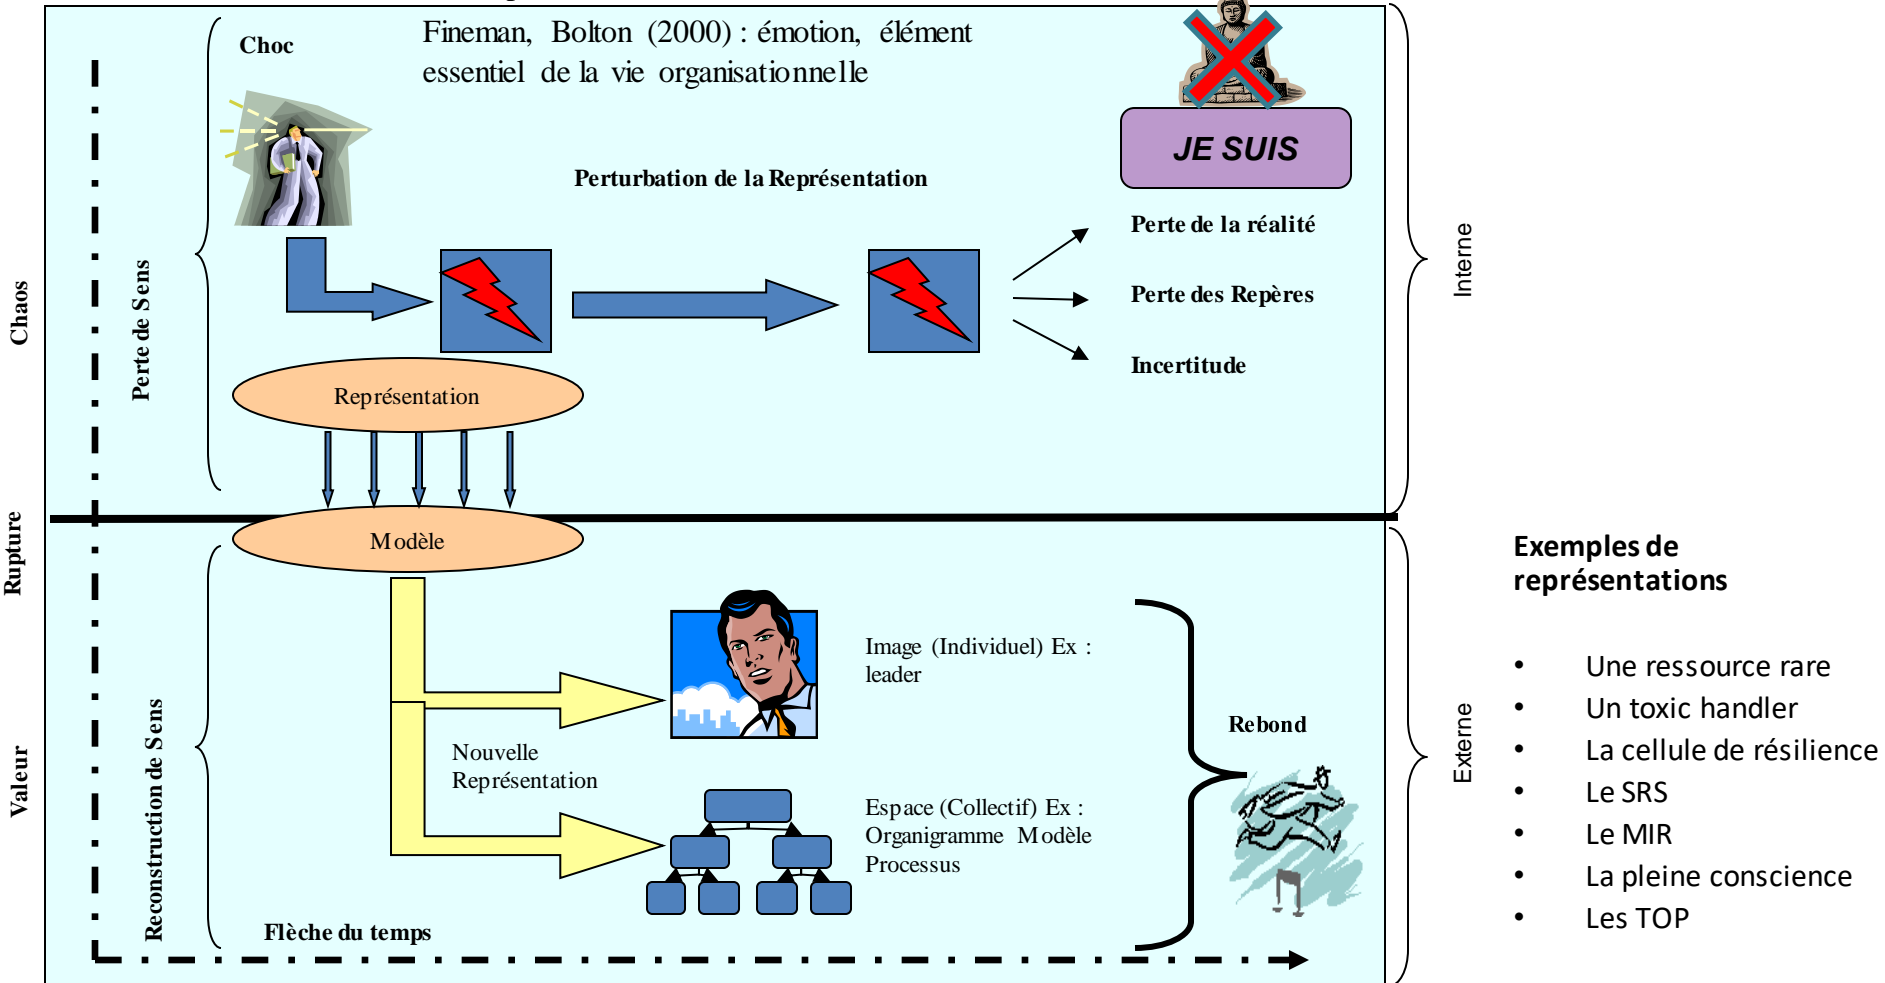 Choc
Fineman, Bolton (2000) : émotion, élément
essentiel de la vie organisationnelle
JE SUIS
Perturbation de la Représentation
Perte de la réalité
Perte des Repères
Incertitude
Chaos
Perte de Sens
Interne
Représentation
Rupture
Modèle
Valeur
Reconstruction de Sens
Image (Individuel) Ex :
leader
Nouvelle
Représentation
Espace (Collectif) Ex :
Organigramme Modèle
Processus
Rebond
Externe
Flèche du temps
Exemples de
représentations
• Une ressource rare
• Un toxic handler
• La cellule de résilience
• Le SRS
• Le MIR
• La pleine conscience
• Les TOP